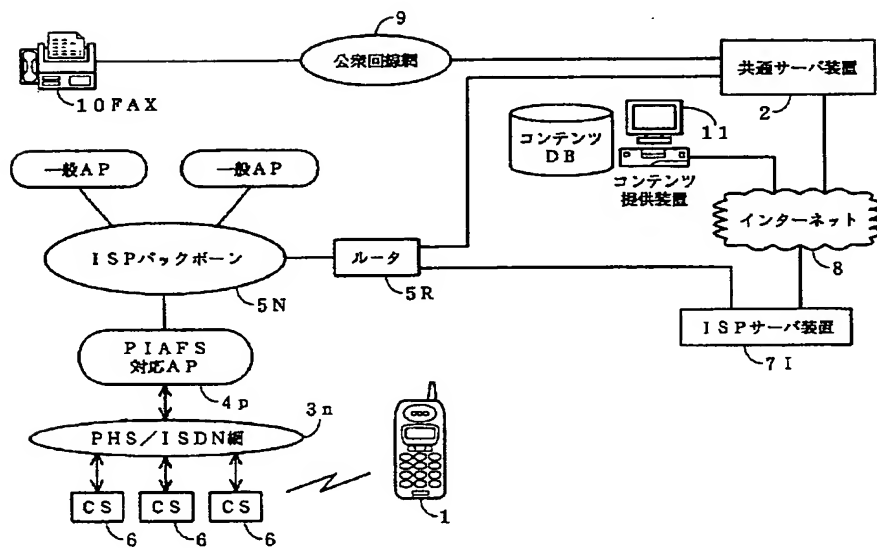 9
公衆回線網
共通サーバ装置
2
10FAX
コンテンツ
DB
11
コンテンツ
提供装置
一般AP
一般AP
インターネット
8
ISPバックボーン
5N
ルータ
5R
ISPサーバ装置
7I
PIAFS
対応AP
4p
3n
PHS/ISDN網
CS
CS
CS
6
6
6
1